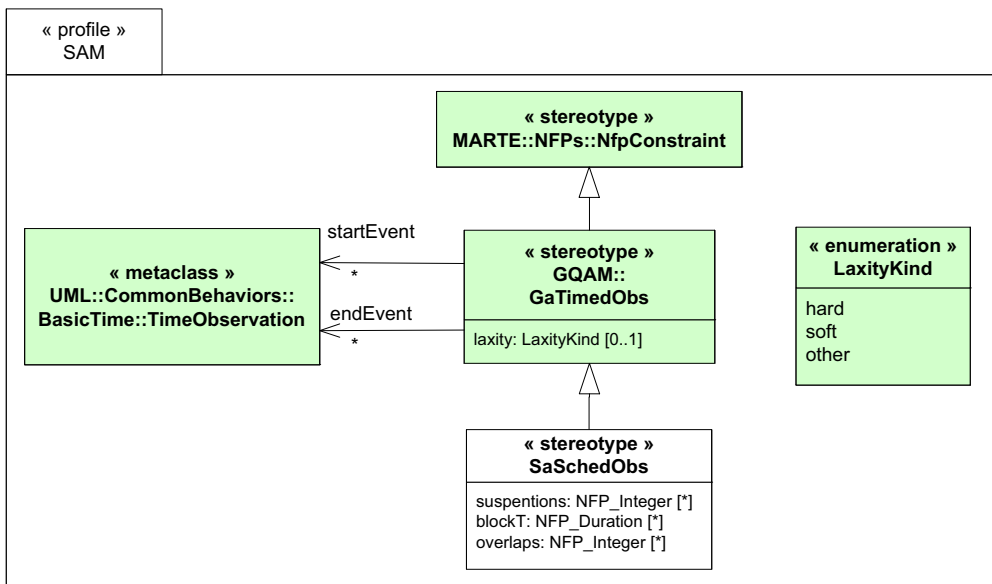 « profile »
SAM
« stereotype »
MARTE::NFPs::NfpConstraint
startEvent
*
« metaclass »
UML::CommonBehaviors::
BasicTime::TimeObservation
endEvent
*
« stereotype »
GQAM::
GaTimedObs
laxity: LaxityKind [0..1]
« enumeration »
LaxityKind
hard
soft
other
« stereotype »
SaSchedObs
suspentions: NFP_Integer [*]
blockT: NFP_Duration [*]
overlaps: NFP_Integer [*]